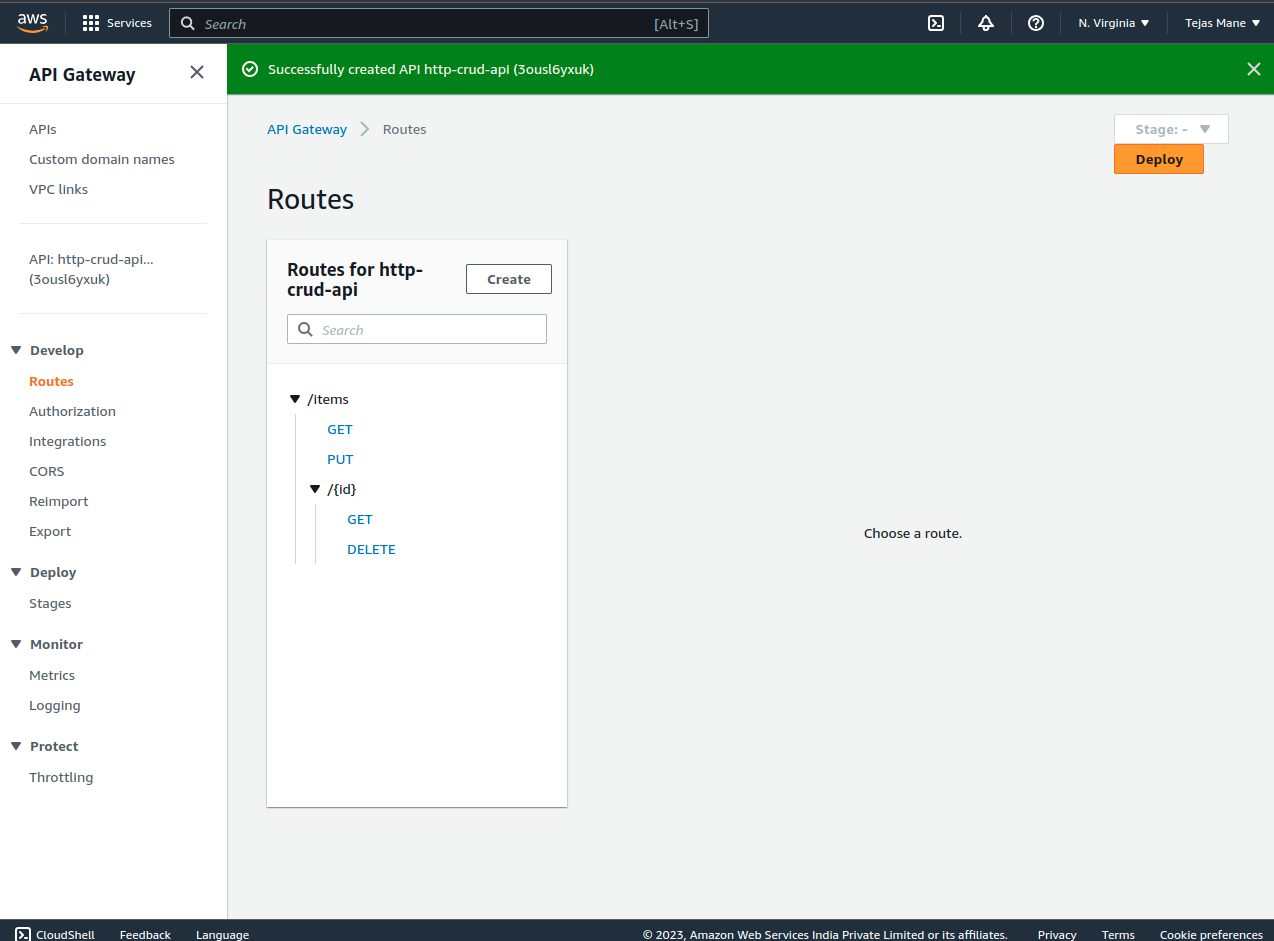 aws
Services
Search
[Alt+S]
N. Virginia
Tejas Mane
API Gateway
Successfully created API http-crud-api (3ousl6yxuk)
APIs
Custom domain names
VPC links
API: http-crud-api...
(3ousl6yxuk)
Develop
Routes
Authorization
Integrations
CORS
Reimport
Export
Deploy
Stages
Monitor
Metrics
Logging
Protect
Throttling
API Gateway
Routes
Stage: -
Deploy
Routes
Routes for http-
crud-api
Create
Search
/items
GET
PUT
/{id}
GET
DELETE
Choose a route.
CloudShell
Feedback
Language
© 2023, Amazon Web Services India Private Limited or its affiliates.
Privacy
Terms
Cookie preferences